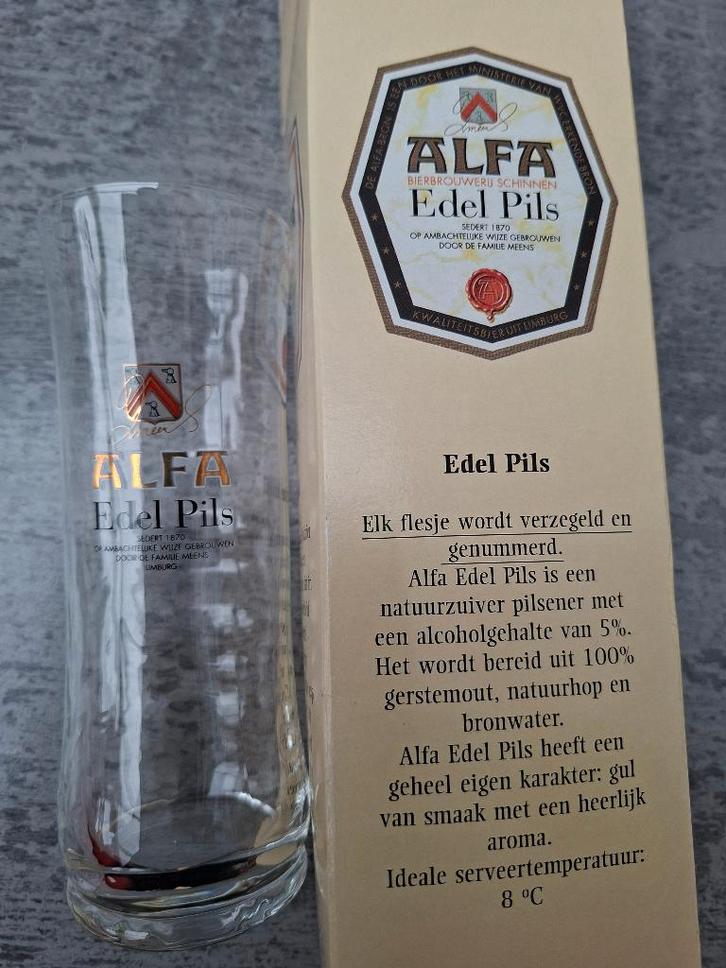 DE ALFA-BRON IS EEN DOOR HET MINISTERIE VAN WVC ERKENDE BRON
Smeens
ALFA
BIERBROUWERIJ SCHINNEN
Edel Pils
SEDERT 1870
OP AMBACHTELIJKE WIJZE GEBROUWEN
DOOR DE FAMILIE MEENS
KWALITEITSBIER UIT LIMBURG
Edel Pils
Elk flesje wordt verzegeld en
genummerd.
Alfa Edel Pils is een
natuurzuiver pilsener met
een alcoholgehalte van 5%.
Het wordt bereid uit 100%
gerstemout, natuurhop en
bronwater.
Alfa Edel Pils heeft een
geheel eigen karakter: gul
van smaak met een heerlijk
aroma.
Ideale serveertemperatuur:
8 ºC
ALFA
Edel Pils
SEDERT 1870
OP AMBACHTELIJKE WIJZE GEBROUWEN
DOOR DE FAMILIE MEENS
LIMBURG